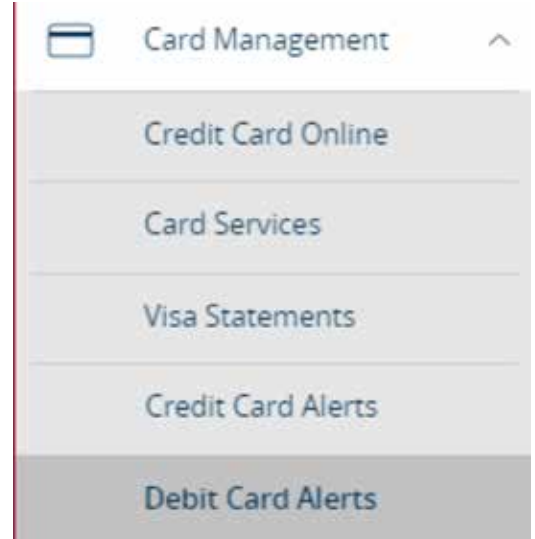 Card Management
Credit Card Online
Card Services
Visa Statements
Credit Card Alerts
Debit Card Alerts